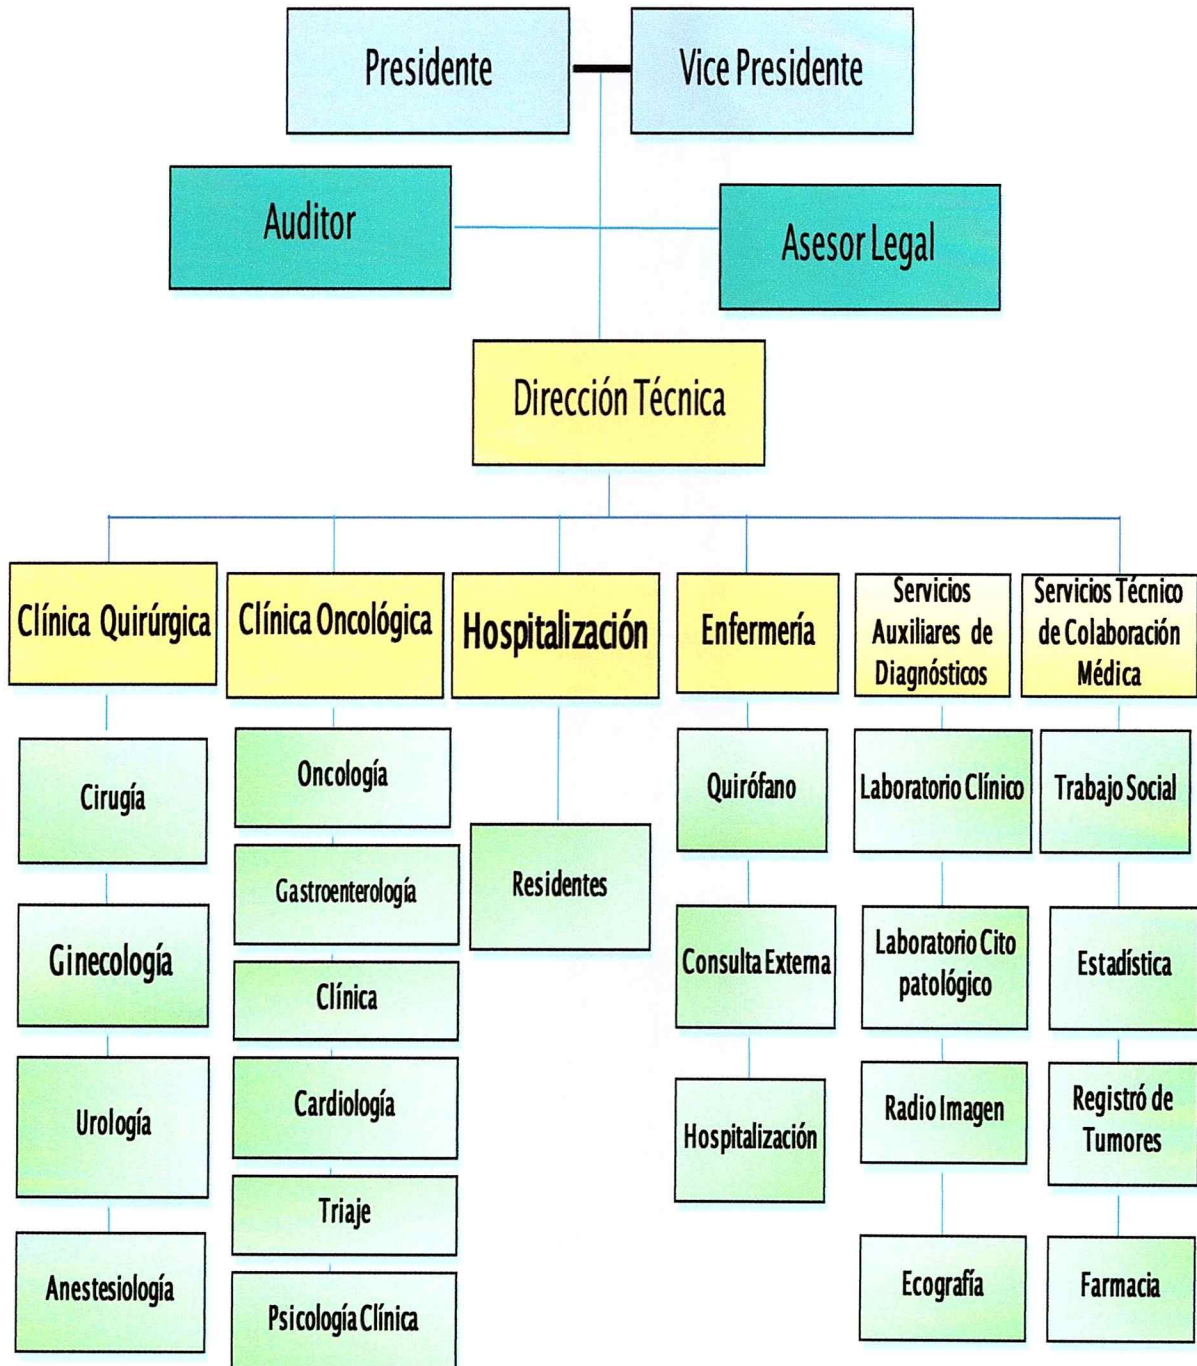 Presidente
Vice Presidente
Auditor
Asesor Legal
Dirección Técnica
Clínica Quirúrgica
Cirugía
Ginecología
Urología
Anestesiología
Clínica Oncológica
Oncología
Gastroenterología
Clínica
Cardiología
Triaje
Psicología Clínica
Hospitalización
Residentes
Enfermería
Quirófano
Consulta Externa
Hospitalización
Servicios
Auxiliares de
Diagnósticos
Laboratorio Clínico
Laboratorio Cito
patológico
Radio Imagen
Ecografía
Servicios Técnico
de Colaboración
Médica
Trabajo Social
Estadística
Registró de
Tumores
Farmacia